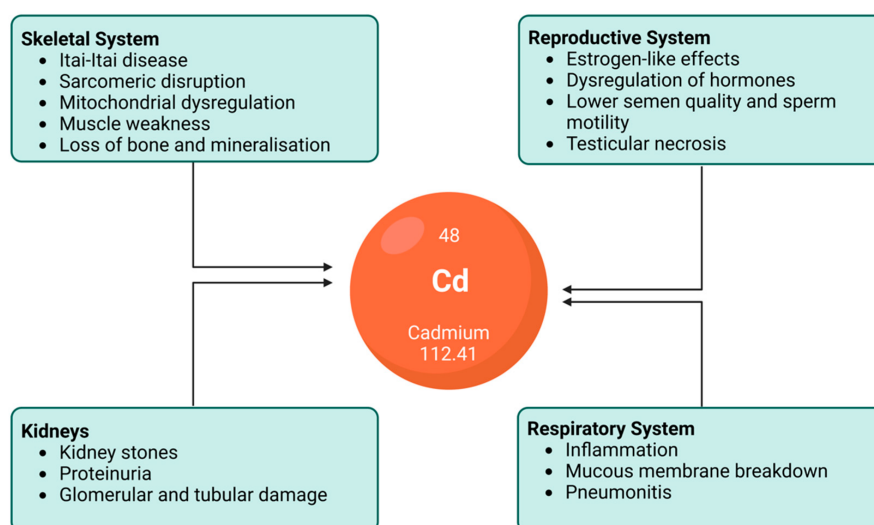 Skeletal System
• Itai-Itai disease
• Sarcomeric disruption
• Mitochondrial dysregulation
• Muscle weakness
• Loss of bone and mineralisation
Reproductive System
• Estrogen-like effects
• Dysregulation of hormones
• Lower semen quality and sperm
motility
• Testicular necrosis
48
Cd
Cadmium
112.41
Kidneys
• Kidney stones
• Proteinuria
• Glomerular and tubular damage
Respiratory System
• Inflammation
• Mucous membrane breakdown
• Pneumonitis